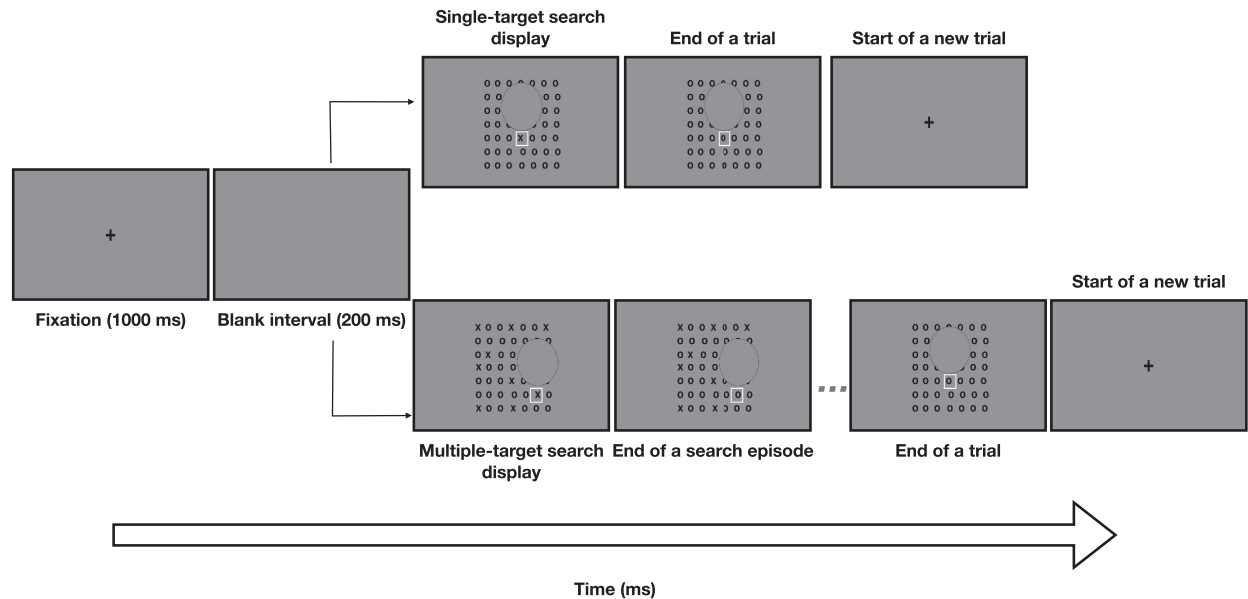 Single-target search
display
End of a trial
Start of a new trial
+
+
Fixation (1000 ms)
Blank interval (200 ms)
Start of a new trial
X O O X O O X
+
Multiple-target search
display
End of a search episode
End of a trial
Time (ms)